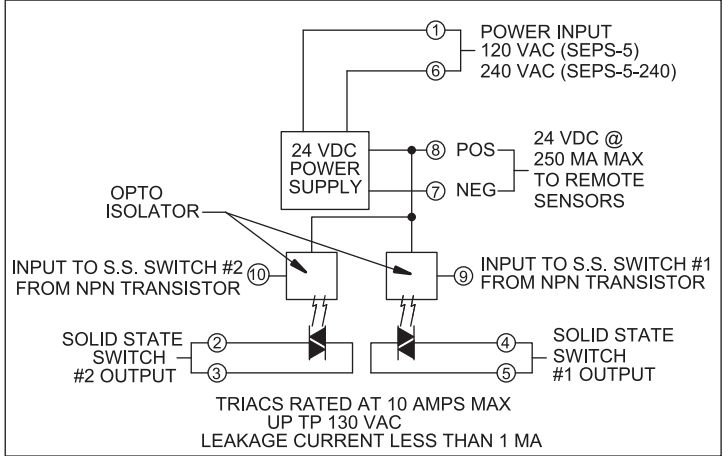 1
POWER INPUT
120 VAC (SEPS-5)
6
240 VAC (SEPS-5-240)
24 VDC
POWER
SUPPLY
8 POS
7 NEG
24 VDC @
250 MA MAX
TO REMOTE
SENSORS
OPTO
ISOLATOR
INPUT TO S.S. SWITCH #2
FROM NPN TRANSISTOR
10
9
INPUT TO S.S. SWITCH #1
FROM NPN TRANSISTOR
SOLID STATE
SWITCH
#2 OUTPUT
2
3
4
5
SOLID STATE
SWITCH
#1 OUTPUT
TRIACS RATED AT 10 AMPS MAX
UP TP 130 VAC
LEAKAGE CURRENT LESS THAN 1 MA